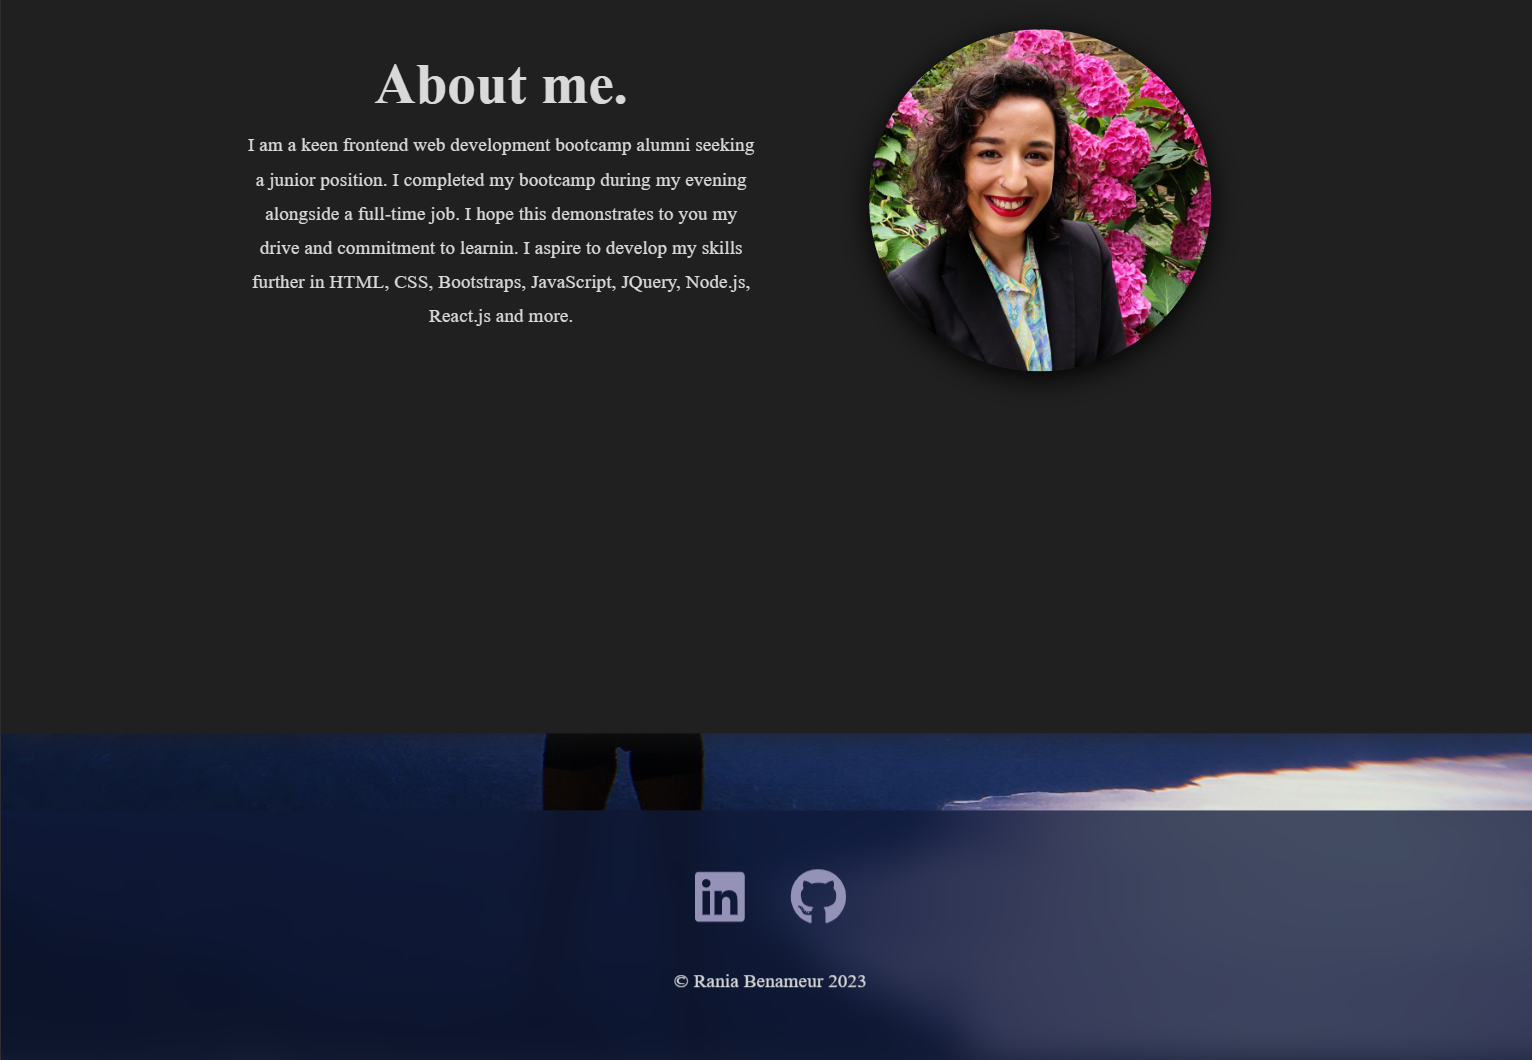 About me.
I am a keen frontend web development bootcamp alumni seeking
a junior position. I completed my bootcamp during my evening
alongside a full-time job. I hope this demonstrates to you my
drive and commitment to learnin. I aspire to develop my skills
further in HTML, CSS, Bootstraps, JavaScript, JQuery, Node.js,
React.js and more.
in
© Rania Benameur 2023